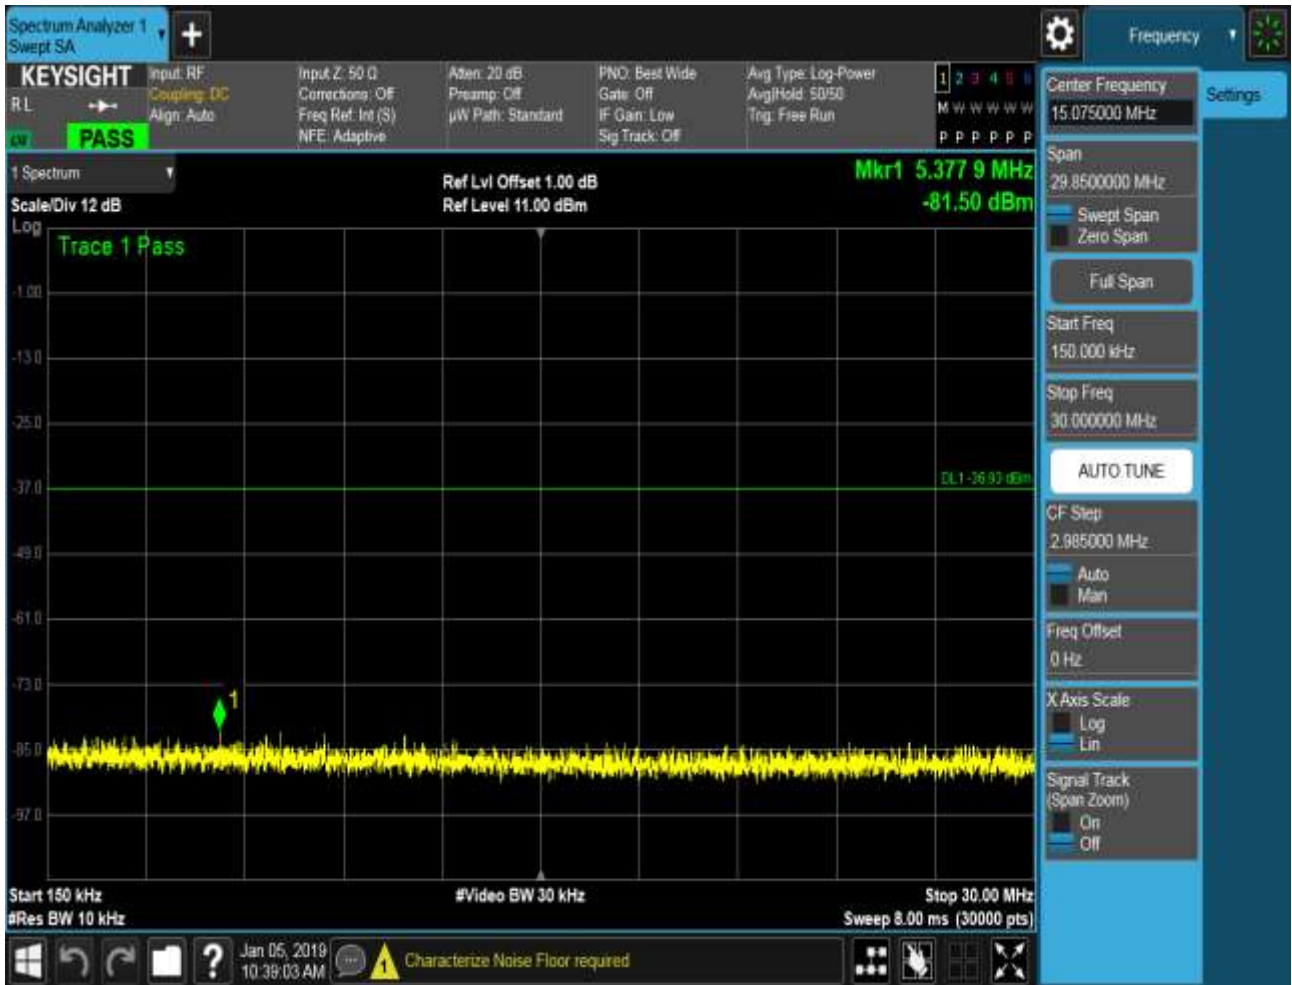 Spectrum Analyzer 1
Swept SA
Frequency
KEYSIGHT
Input: RF
Coupling: DC
Align: Auto
Input Z: 50 Ω
Corrections: Off
Freq Ref: Int (S)
NFE: Adaptive
Atten: 20 dB
Preamp: Off
µW Path: Standard
PNO: Best Wide
Gate: Off
IF Gain: Low
Sig Track: Off
Avg Type: Log-Power
Avg|Hold: 50/50
Trig: Free Run
1 2 3 4 5 6
M W W W W W
P P P P P P
R L
PASS
1 Spectrum
Scale/Div 12 dB
Ref Lvl Offset 1.00 dB
Ref Level 11.00 dBm
Mkr1 5.377 9 MHz
-81.50 dBm
Log
Trace 1 Pass
-1.00
-13.0
-25.0
-37.0
DL1 -36.93 dBm
-49.0
-61.0
-73.0
1
-85.0
-97.0
Start 150 kHz
#Video BW 30 kHz
Stop 30.00 MHz
#Res BW 10 kHz
Sweep 8.00 ms (30000 pts)
Center Frequency
15.075000 MHz
Settings
Span
29.8500000 MHz
Swept Span
Zero Span
Full Span
Start Freq
150.000 kHz
Stop Freq
30.000000 MHz
AUTO TUNE
CF Step
2.985000 MHz
Auto
Man
Freq Offset
0 Hz
X Axis Scale
Log
Lin
Signal Track
(Span Zoom)
On
Off
?
Jan 05, 2019
10:39:03 AM
1
Characterize Noise Floor required